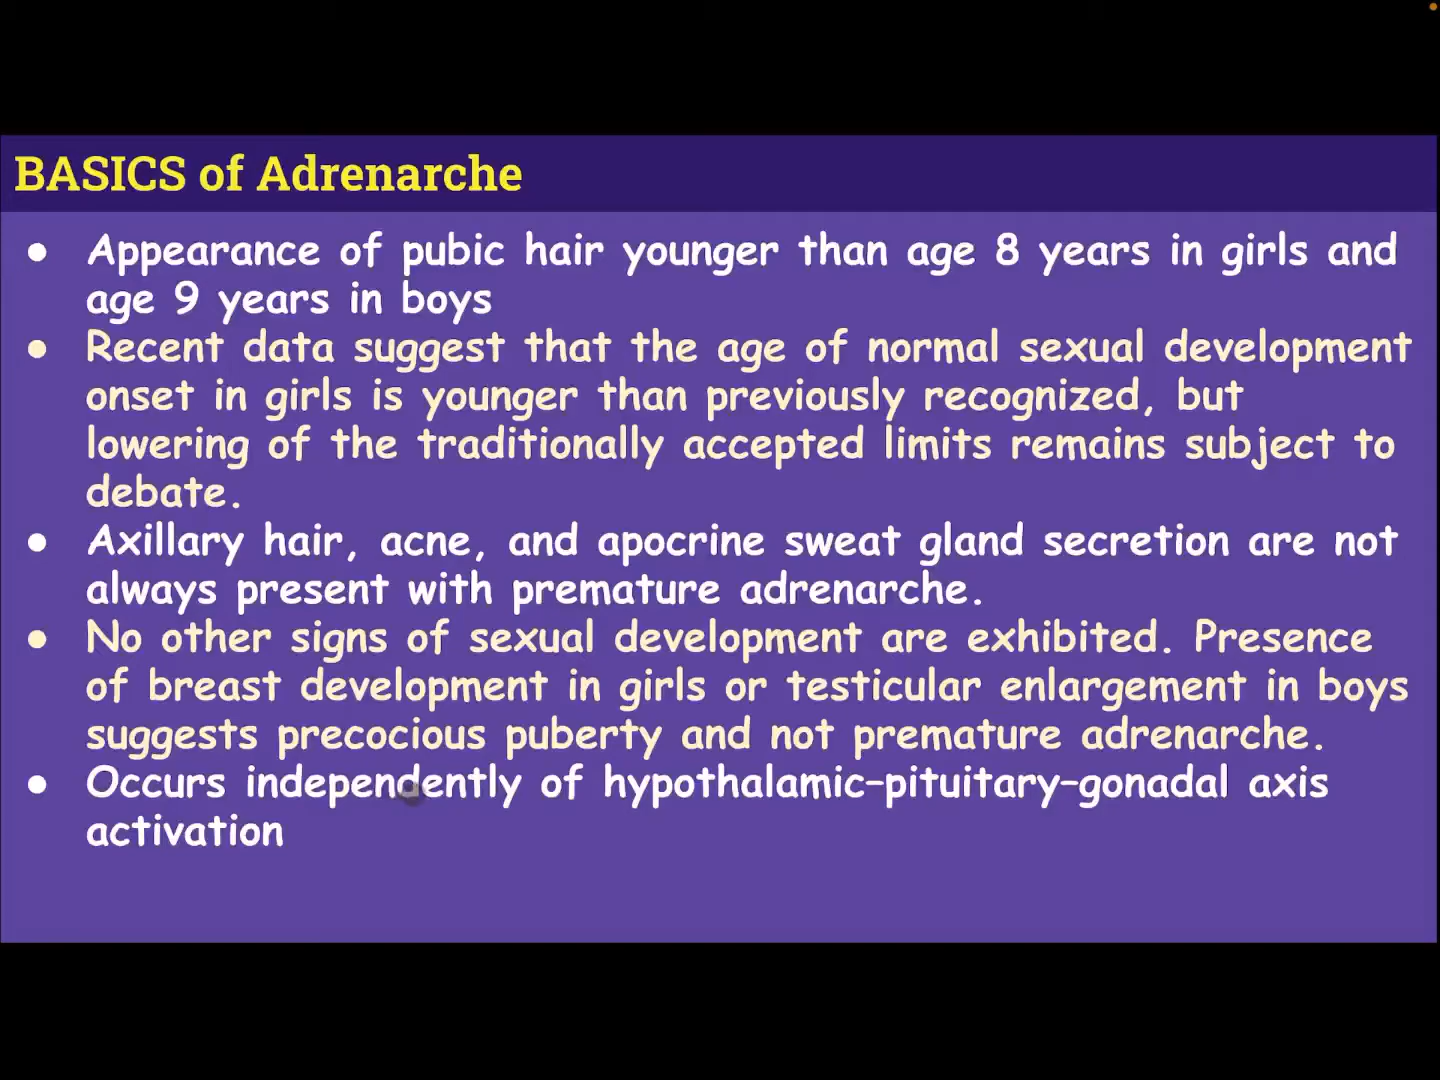 BASICS of Adrenarche
● Appearance of pubic hair younger than age 8 years in girls and
age 9 years in boys
● Recent data suggest that the age of normal sexual development
onset in girls is younger than previously recognized, but
lowering of the traditionally accepted limits remains subject to
debate.
● Axillary hair, acne, and apocrine sweat gland secretion are not
always present with premature adrenarche.
● No other signs of sexual development are exhibited. Presence
of breast development in girls or testicular enlargement in boys
suggests precocious puberty and not premature adrenarche.
● Occurs independently of hypothalamic–pituitary–gonadal axis
activation